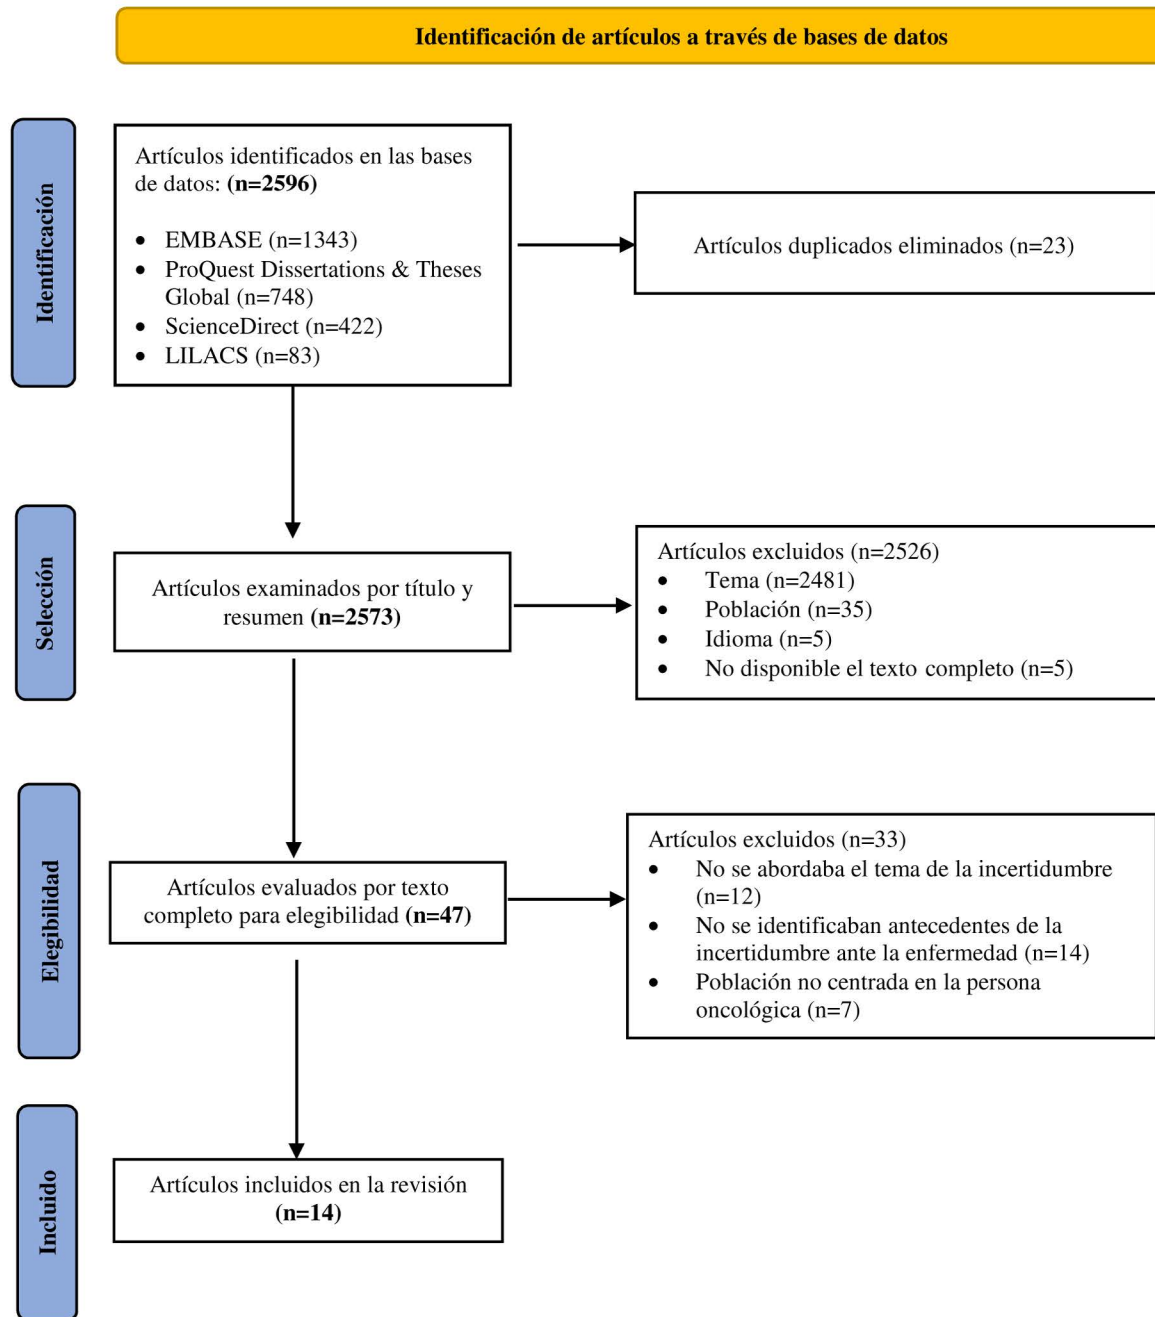 Identificación de artículos a través de bases de datos
Identificación
Artículos identificados en las bases
de datos: (n=2596)
• EMBASE (n=1343)
• ProQuest Dissertations & Theses
Global (n=748)
• ScienceDirect (n=422)
• LILACS (n=83)
Artículos duplicados eliminados (n=23)
Selección
Artículos examinados por título y
resumen (n=2573)
Artículos excluidos (n=2526)
• Tema (n=2481)
• Población (n=35)
• Idioma (n=5)
• No disponible el texto completo (n=5)
Elegibilidad
Artículos evaluados por texto
completo para elegibilidad (n=47)
Artículos excluidos (n=33)
• No se abordaba el tema de la incertidumbre
(n=12)
• No se identificaban antecedentes de la
incertidumbre ante la enfermedad (n=14)
• Población no centrada en la persona
oncológica (n=7)
Incluido
Artículos incluidos en la revisión
(n=14)